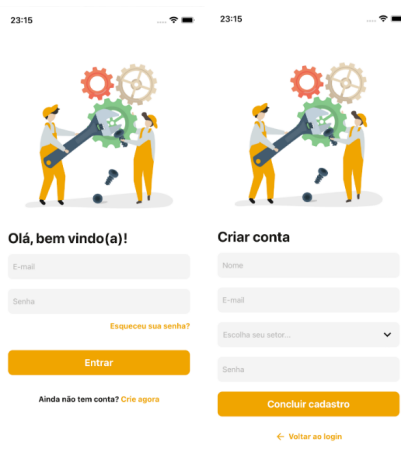 23:15
Olá, bem vindo(a)!
E-mail
Senha
Esqueceu sua senha?
Entrar
Ainda não tem conta? Crie agora
23:15
Criar conta
Nome
E-mail
Escolha seu setor...
Senha
Concluir cadastro
← Voltar ao login